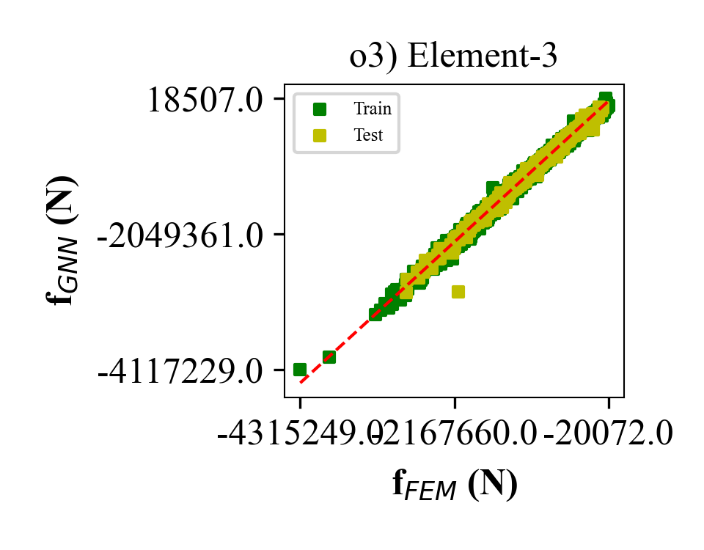 o3) Element-3
18507.0
Train
Test
-2049361.0
-4117229.0
f_GNN (N)
-4315249.0 -2167660.0 -20072.0
f_FEM (N)